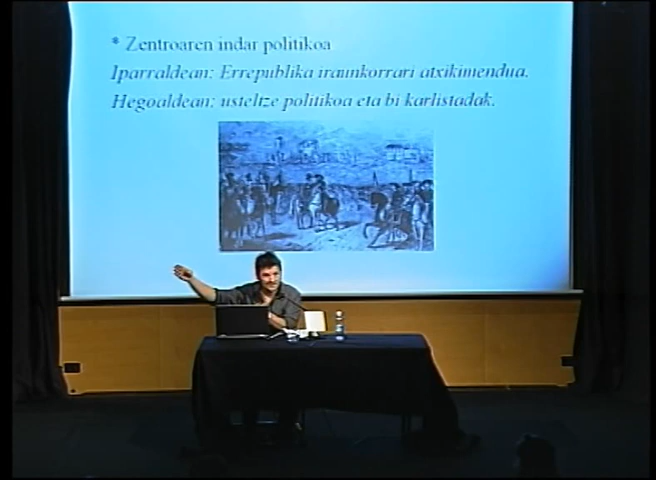 * Zentroaren indar politikoa
Iparraldean: Errepublika iraunkorrari atxikimendua.
Hegoaldean: usteltze politikoa eta bi karlistadak.